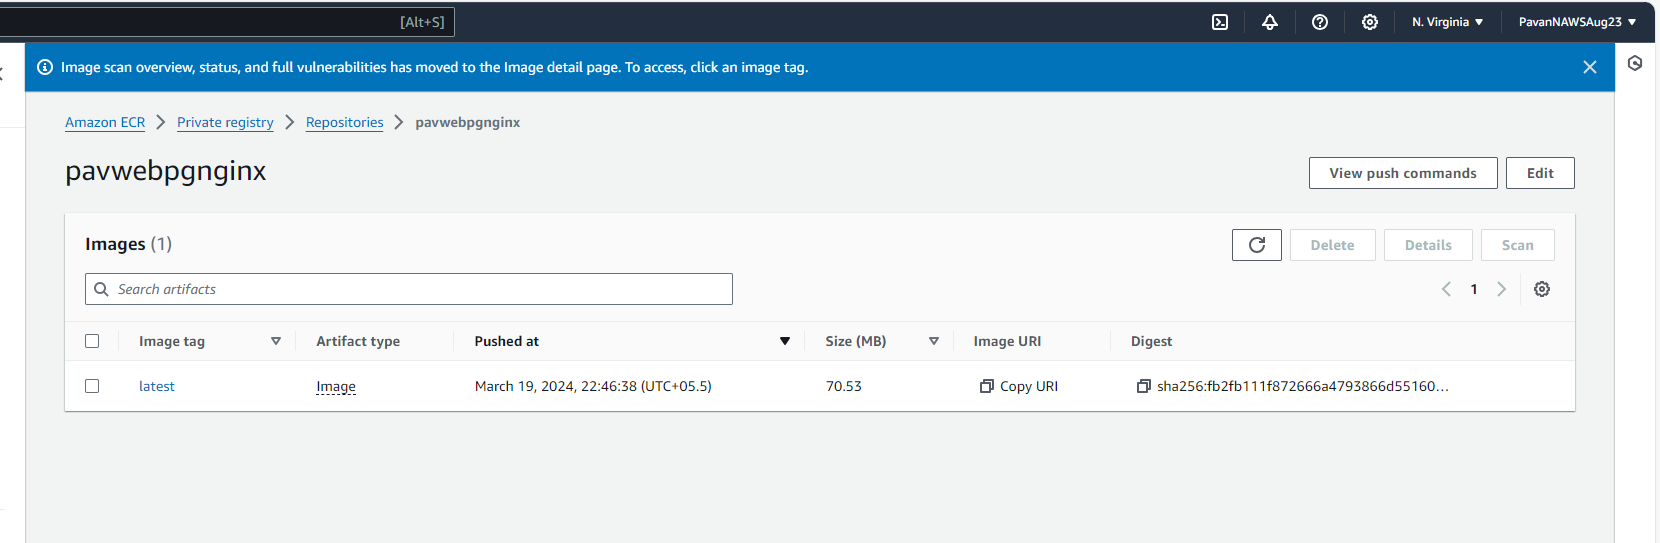 [Alt+S] N. Virginia PavanNAWSAug23
Image scan overview, status, and full vulnerabilities has moved to the Image detail page. To access, click an image tag.
Amazon ECR Private registry Repositories pavwebpgnginx
pavwebpgnginx View push commands Edit
Images (1) Delete Details Scan
Search artifacts 1
Image tag Artifact type Pushed at Size (MB) Image URI Digest
latest Image March 19, 2024, 22:46:38 (UTC+05.5) 70.53 Copy URI sha256:fb2fb111f872666a4793866d55160...